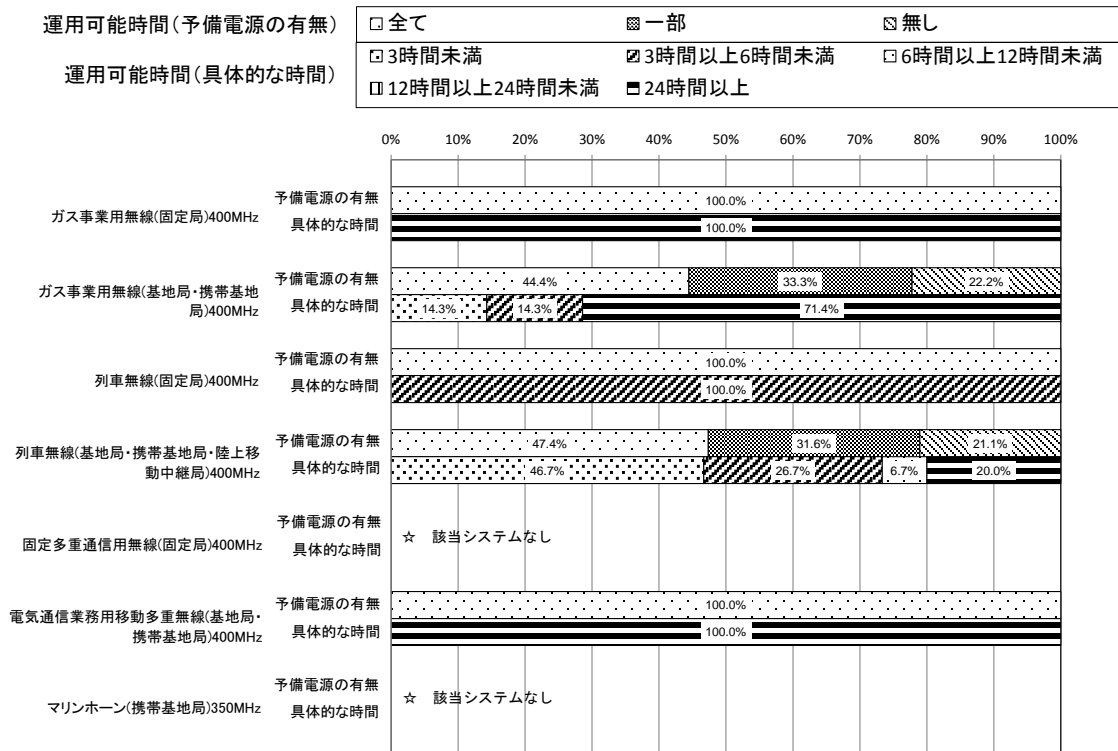 運用可能時間(予備電源の有無)
全て 一部 無し
運用可能時間(具体的な時間)
3時間未満 3時間以上6時間未満 6時間以上12時間未満
12時間以上24時間未満 24時間以上
0% 10% 20% 30% 40% 50% 60% 70% 80% 90% 100%
ガス事業用無線(固定局)400MHz
予備電源の有無
100.0%
具体的な時間
100.0%
ガス事業用無線(基地局・携帯基地
局)400MHz
予備電源の有無
44.4% 33.3% 22.2%
具体的な時間
14.3% 14.3% 71.4%
列車無線(固定局)400MHz
予備電源の有無
100.0%
具体的な時間
100.0%
列車無線(基地局・携帯基地局・陸上移
動中継局)400MHz
予備電源の有無
47.4% 31.6% 21.1%
具体的な時間
46.7% 26.7% 6.7% 20.0%
固定多重通信用無線(固定局)400MHz
予備電源の有無
具体的な時間
☆ 該当システムなし
電気通信業務用移動多重無線(基地局・
携帯基地局)400MHz
予備電源の有無
100.0%
具体的な時間
100.0%
マリンホーン(携帯基地局)350MHz
予備電源の有無
具体的な時間
☆ 該当システムなし